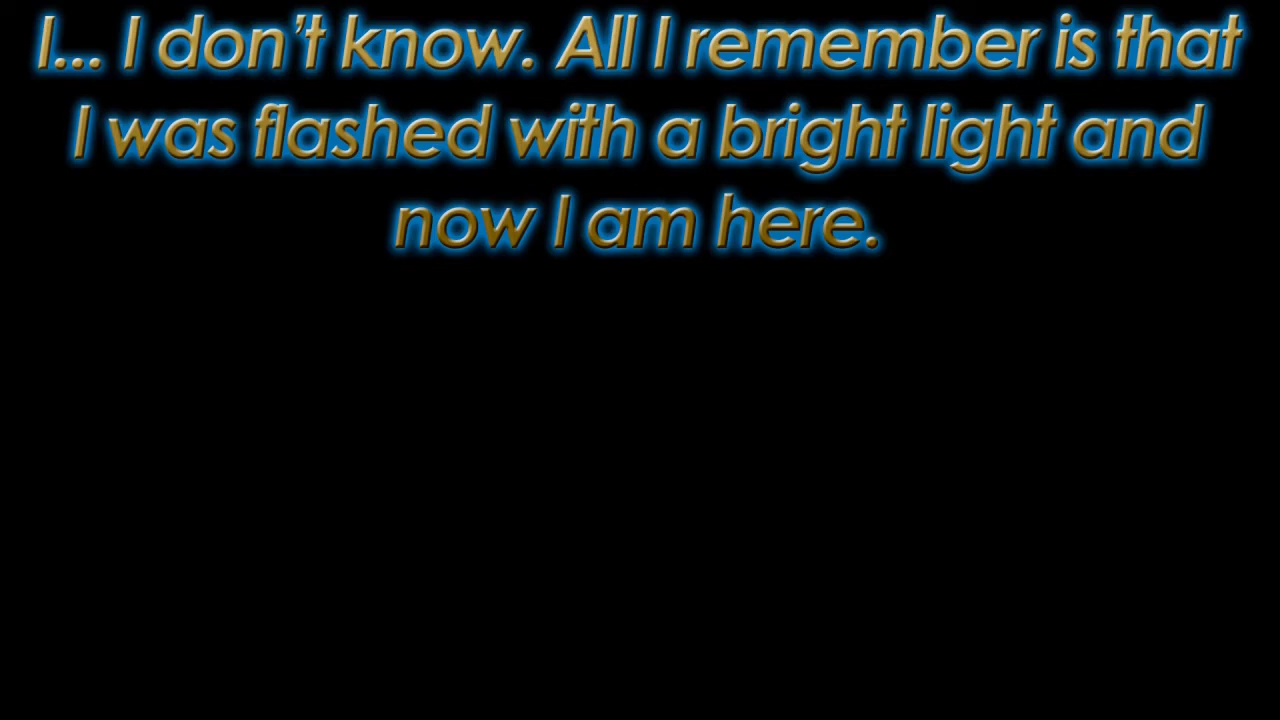 I... I don't know. All I remember is that
I was flashed with a bright light and
now I am here.